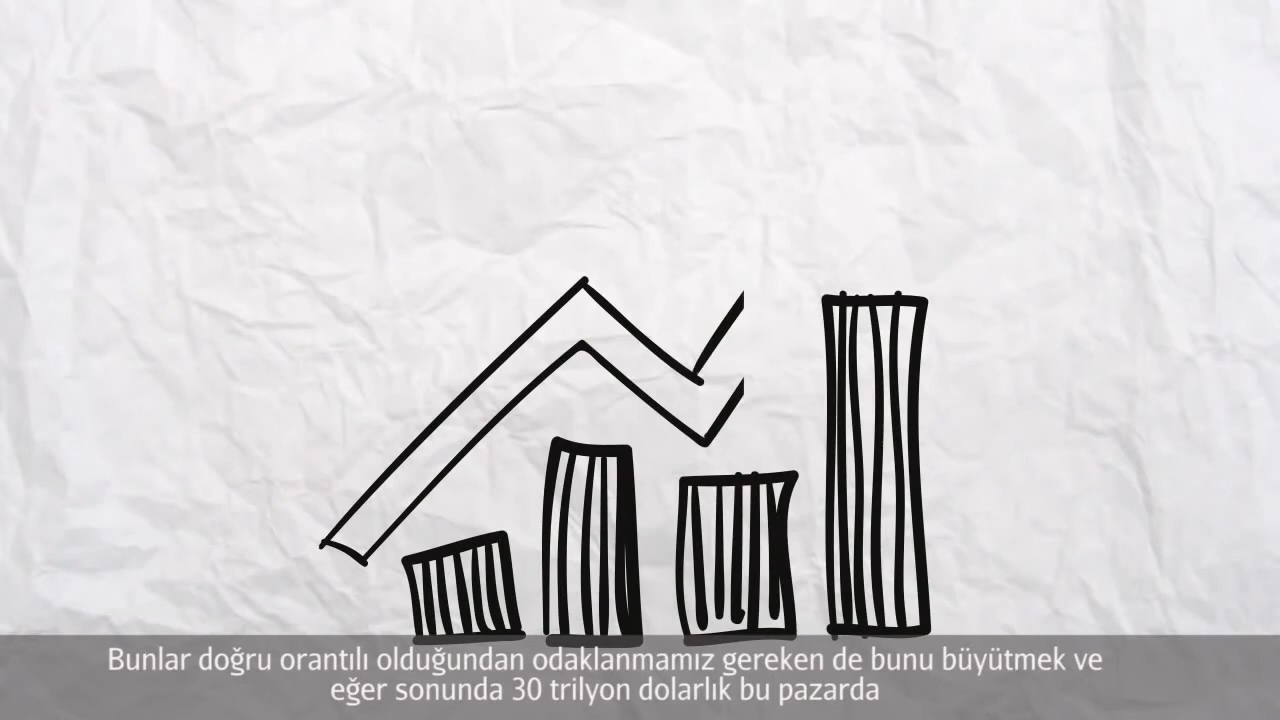 Bunlar doğru orantılı olduğundan odaklanmamız gereken de bunu büyütmek ve
eğer sonunda 30 trilyon dolarlık bu pazarda